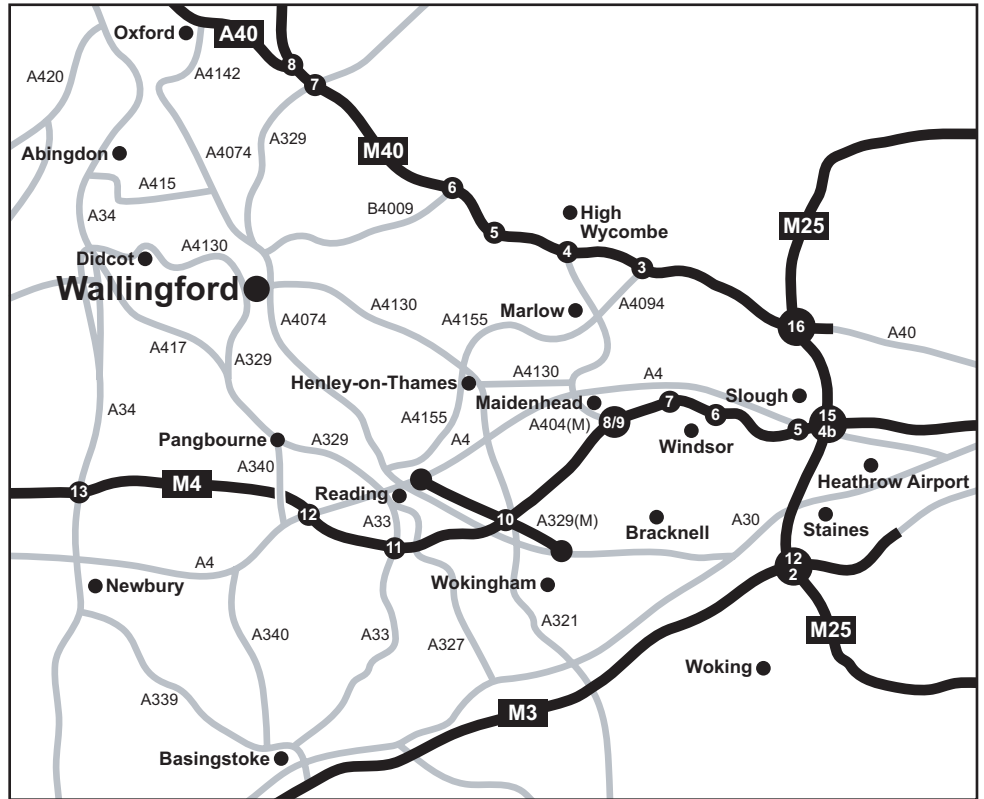 Oxford
A40
8
7
A420
A4142
A329
Abingdon
A4074
M40
A415
6
B4009
A34
5
High
Wycombe
4
3
M25
Didcot
A4130
Wallingford
A4074
A4130
A4155
Marlow
A4094
16
A40
A417
A329
Henley-on-Thames
A4130
A4
Slough
Maidenhead
A34
A4155
A404(M)
8/9
7
6
5
15
4b
Windsor
Pangbourne
A329
A4
A340
Heathrow Airport
13
M4
Reading
12
A33
10
A329(M)
Bracknell
A30
Staines
11
A4
Newbury
Wokingham
12
2
A340
A33
A327
A321
M25
Woking
A339
M3
Basingstoke